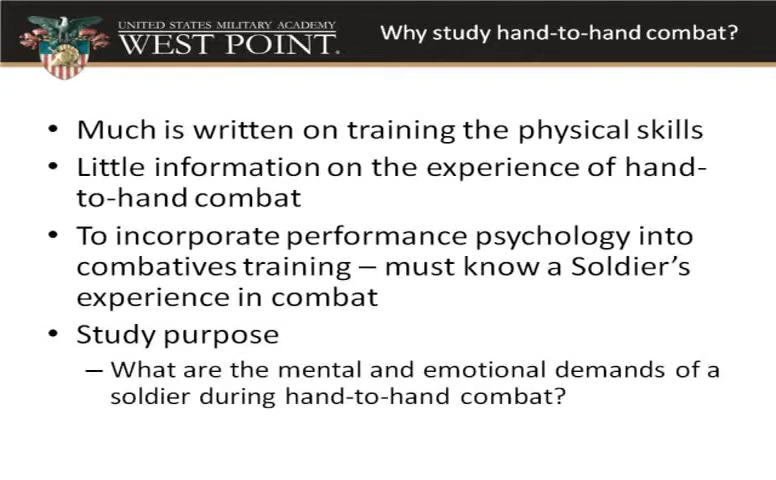 UNITED STATES MILITARY ACADEMY
WEST POINT.
Why study hand-to-hand combat?
• Much is written on training the physical skills
• Little information on the experience of hand-
to-hand combat
• To incorporate performance psychology into
combatives training – must know a Soldier's
experience in combat
• Study purpose
– What are the mental and emotional demands of a
soldier during hand-to-hand combat?